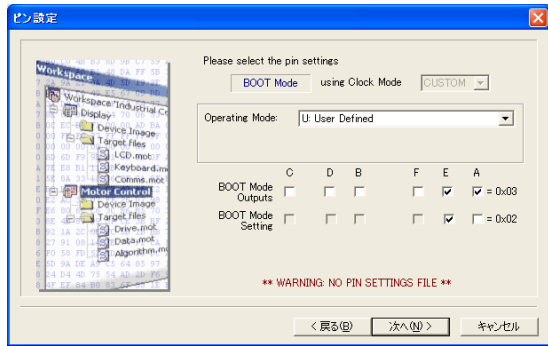 ピン設定
Workspace
Workspace "Industrial C
Display
Device Image
Target files
LCD.mot
Keyboard.m
Comms.mot
Motor Control
Device Image
Target Files
Drive.mot
Data.mot
Algorithm.m
Please select the pin settings
BOOT Mode using Clock Mode CUSTOM
Operating Mode: U: User Defined
C D B F E A
BOOT Mode Outputs = 0x03
BOOT Mode Setting = 0x02
** WARNING: NO PIN SETTINGS FILE **
< 戻る(B) 次へ(N) > キャンセル